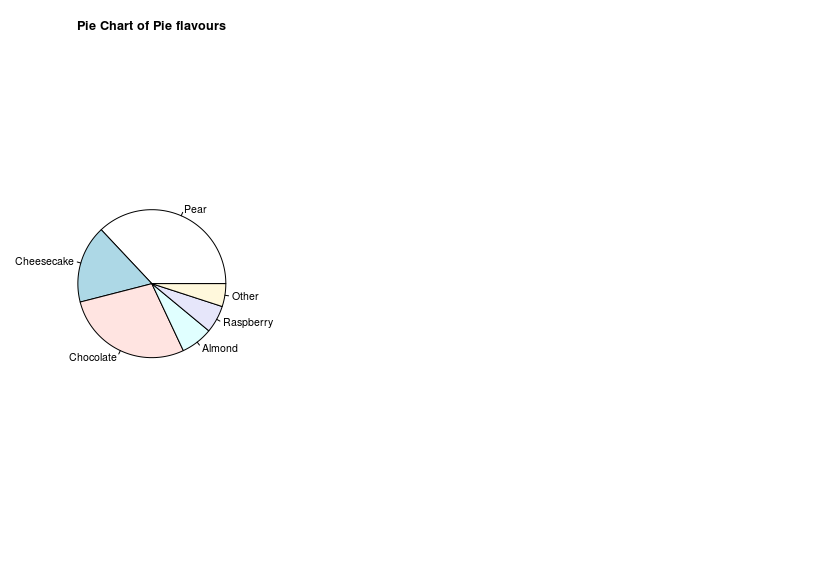 Pie Chart of Pie flavours
Pear
Cheesecake
Other
Raspberry
Almond
Chocolate